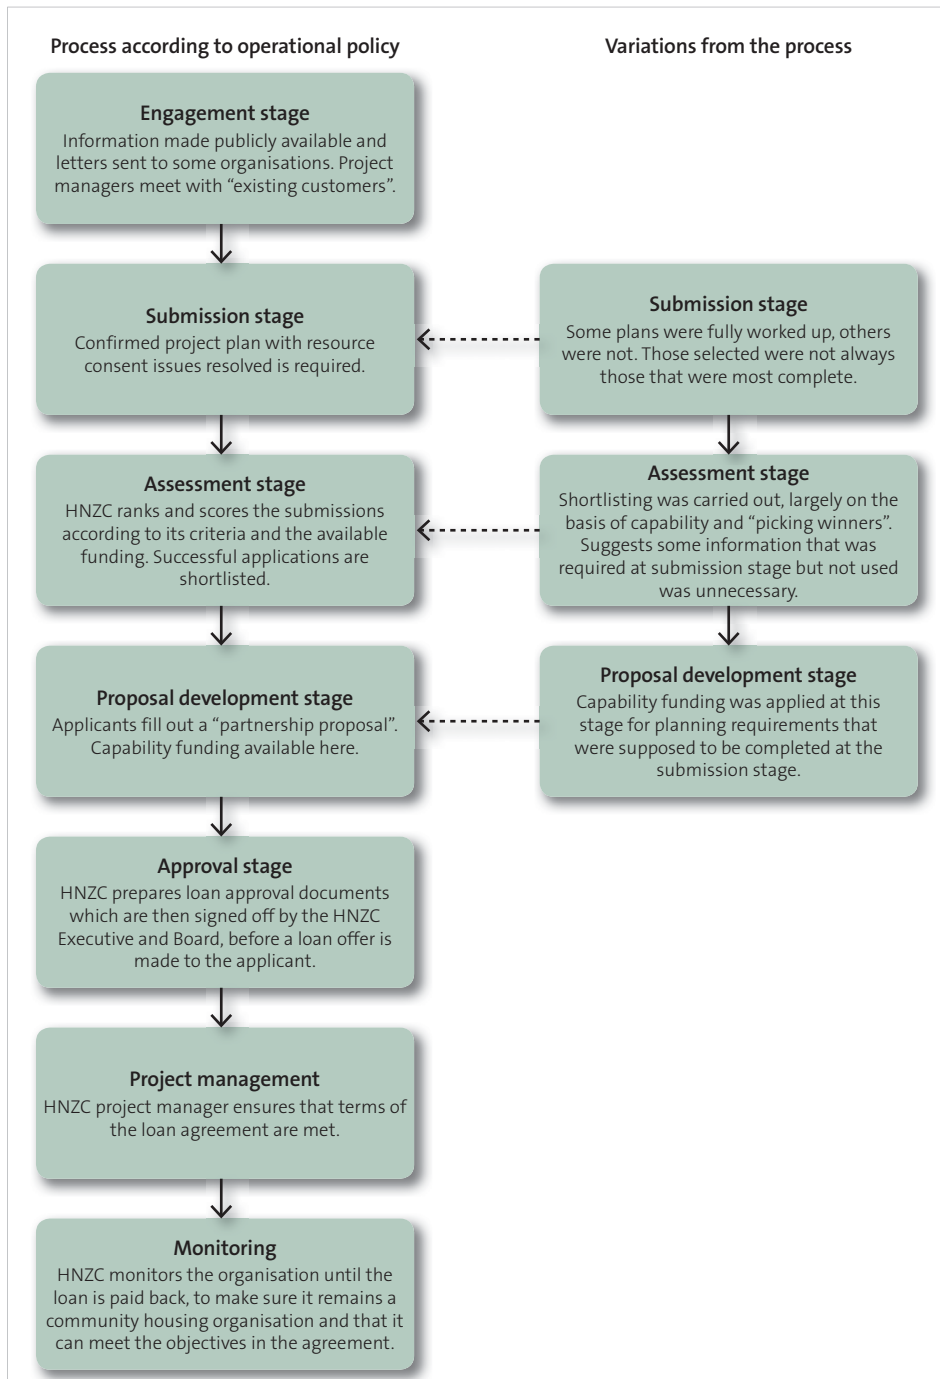 Process according to operational policy
Variations from the process
Engagement stage
Information made publicly available and
letters sent to some organisations. Project
managers meet with “existing customers”.
Submission stage
Confirmed project plan with resource
consent issues resolved is required.
Submission stage
Some plans were fully worked up, others
were not. Those selected were not always
those that were most complete.
Assessment stage
HNZC ranks and scores the submissions
according to its criteria and the available
funding. Successful applications are
shortlisted.
Assessment stage
Shortlisting was carried out, largely on the
basis of capability and “picking winners”.
Suggests some information that was
required at submission stage but not used
was unnecessary.
Proposal development stage
Applicants fill out a “partnership proposal”.
Capability funding available here.
Proposal development stage
Capability funding was applied at this
stage for planning requirements that
were supposed to be completed at the
submission stage.
Approval stage
HNZC prepares loan approval documents
which are then signed off by the HNZC
Executive and Board, before a loan offer is
made to the applicant.
Project management
HNZC project manager ensures that terms of
the loan agreement are met.
Monitoring
HNZC monitors the organisation until the
loan is paid back, to make sure it remains a
community housing organisation and that it
can meet the objectives in the agreement.